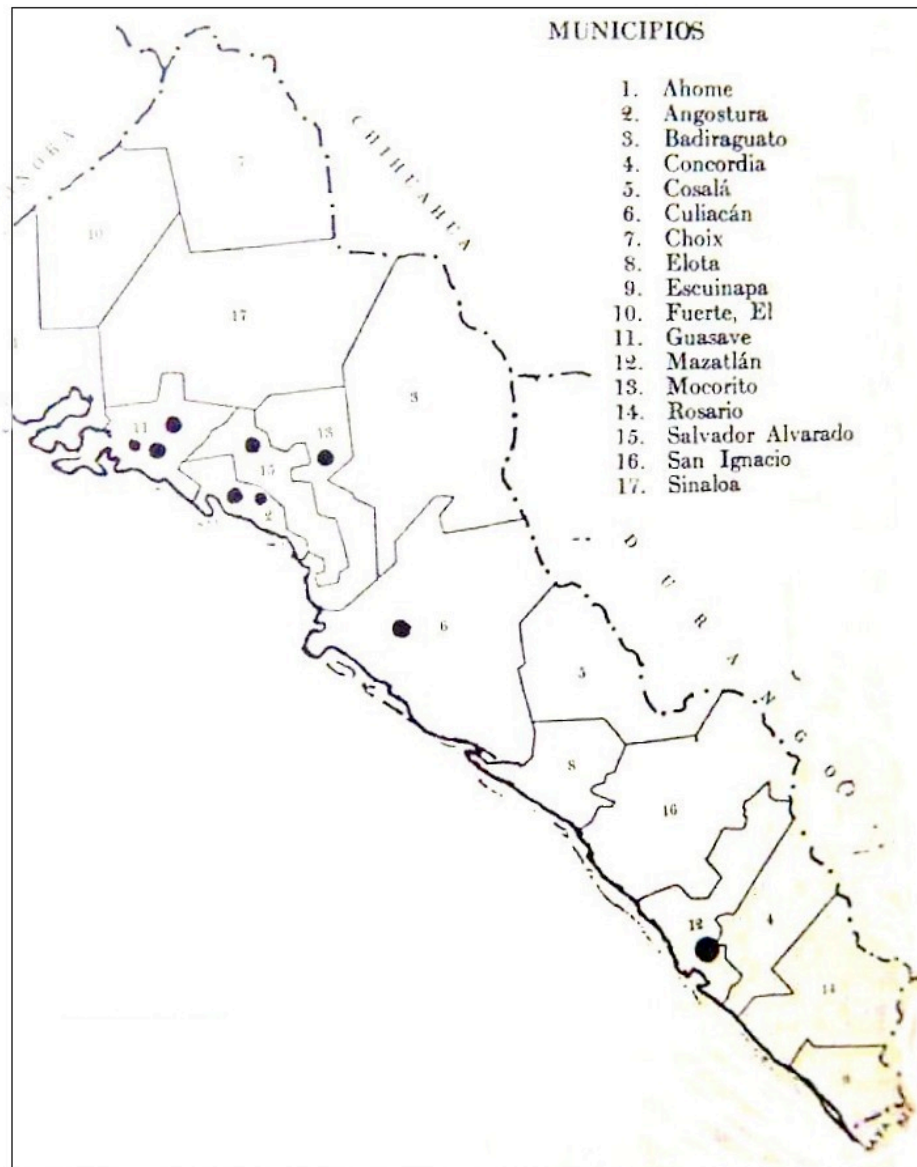 MUNICIPIOS
1. Ahome
2. Angostura
3. Badiraguato
4. Concordia
5. Cosalá
6. Culiacán
7. Choix
8. Elota
9. Escuinapa
10. Fuerte, El
11. Guasave
12. Mazatlán
13. Mocorito
14. Rosario
15. Salvador Alvarado
16. San Ignacio
17. Sinaloa
CHIHUAHUA
7
10
17
3
11
13
15
2
DURANGO
6
5
8
16
12
4
14